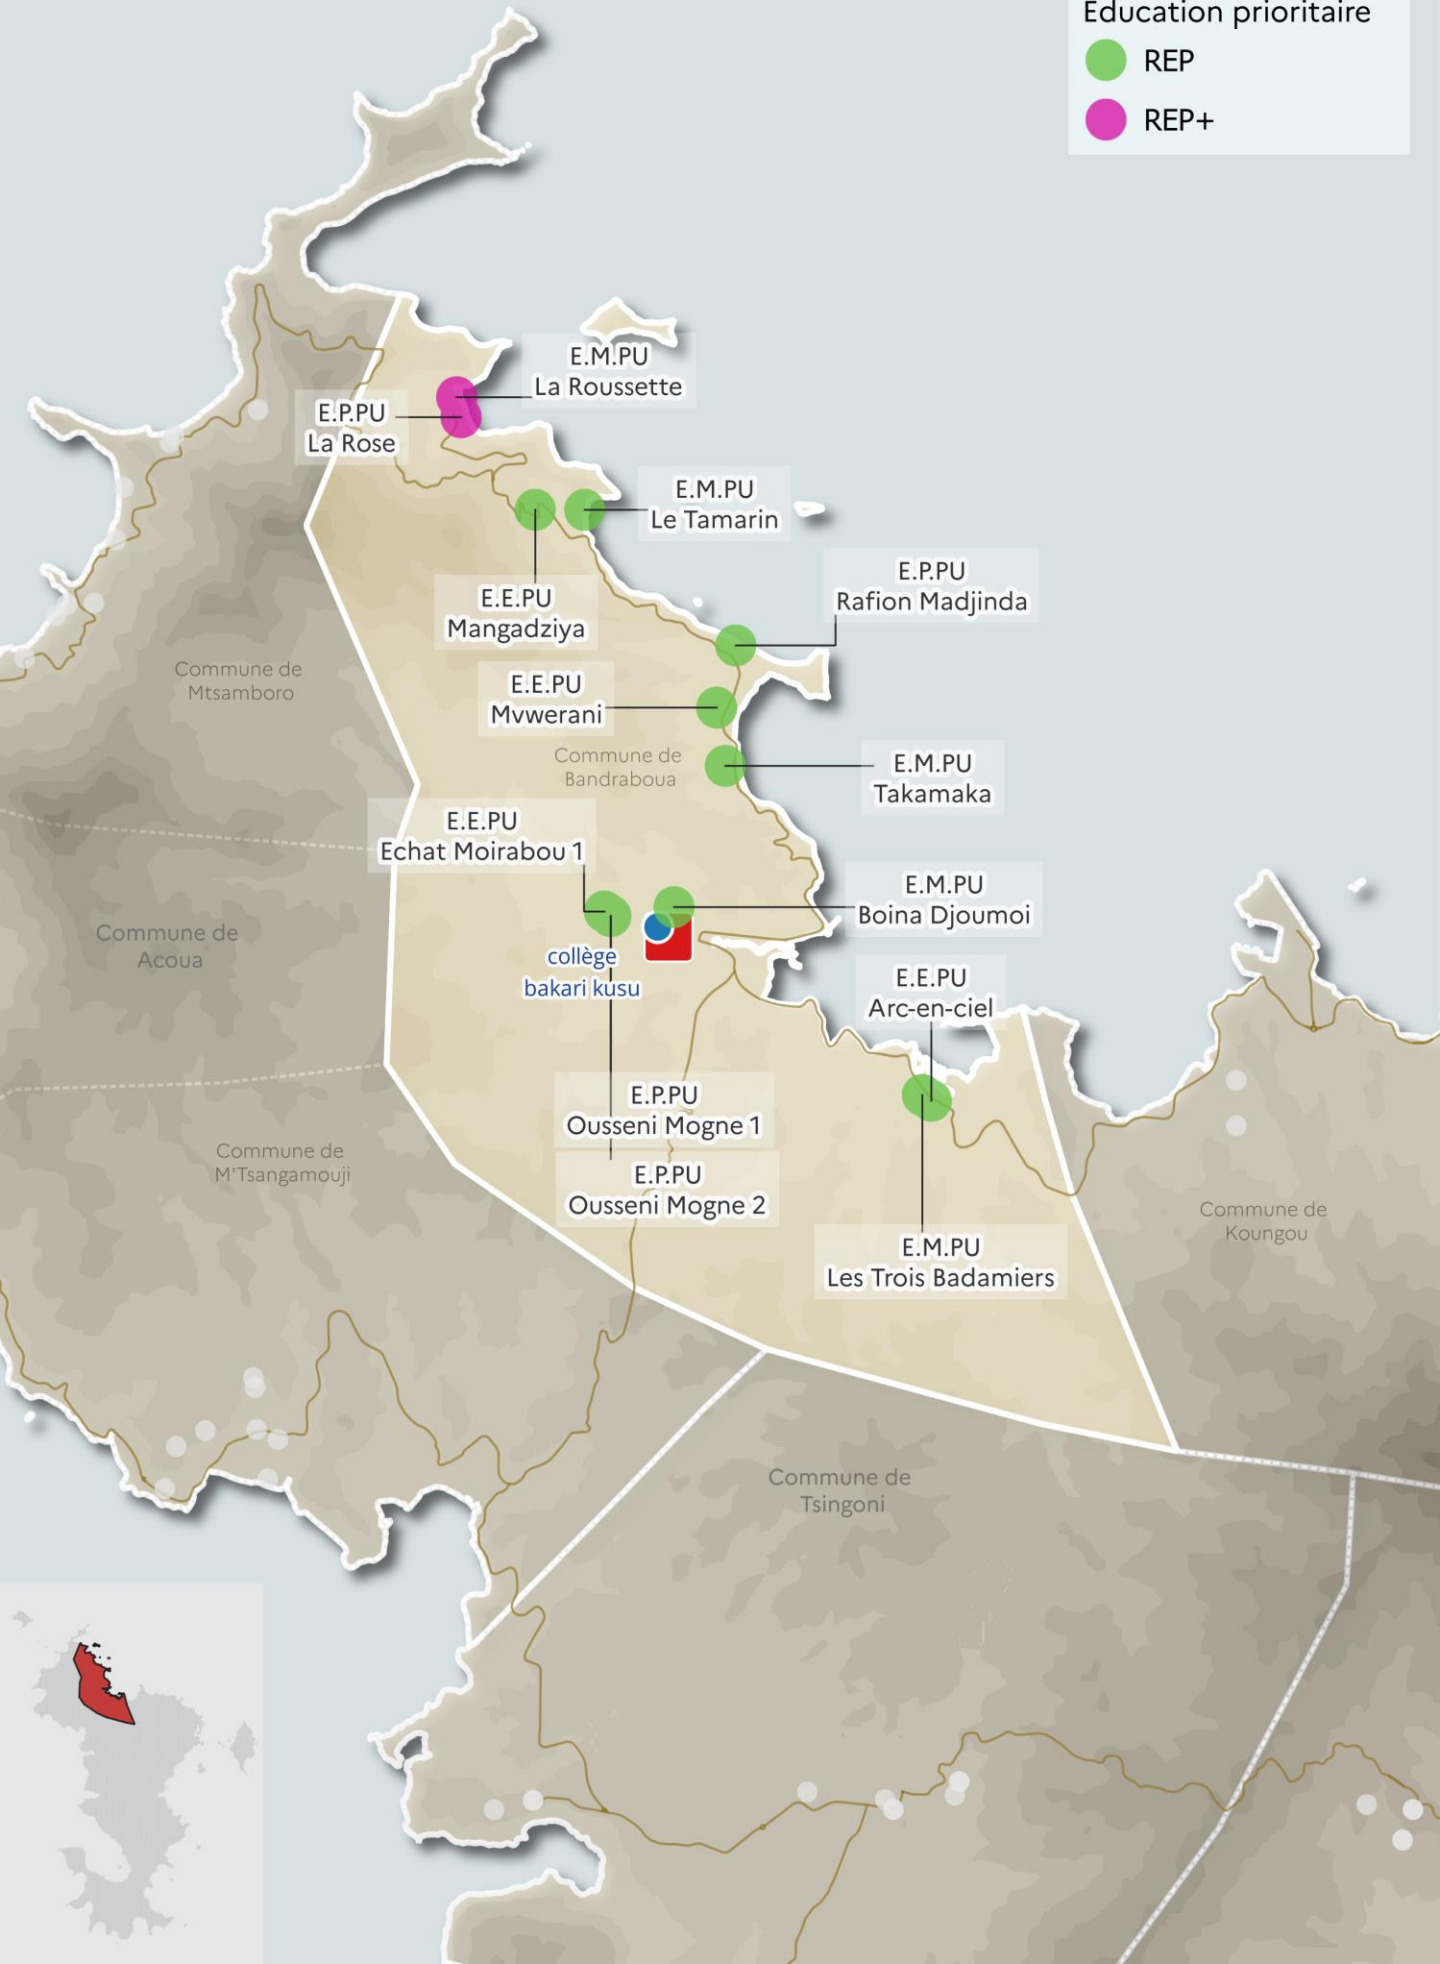 Education prioritaire
REP
REP+
E.M.PU
La Roussette
E.P.PU
La Rose
E.M.PU
Le Tamarin
E.P.PU
Rafion Madjinda
E.E.PU
Mangadziya
Commune de
Mtsamboro
E.E.PU
Mvwerani
Commune de
Bandraboua
E.M.PU
Takamaka
E.E.PU
Echat Moirabou 1
E.M.PU
Boina Djoumoi
Commune de
Acoua
collège
bakari kusu
E.E.PU
Arc-en-ciel
E.P.PU
Ousseni Mogne 1
Commune de
M'Tsangamouji
E.P.PU
Ousseni Mogne 2
Commune de
Koungou
E.M.PU
Les Trois Badamiers
Commune de
Tsingoni